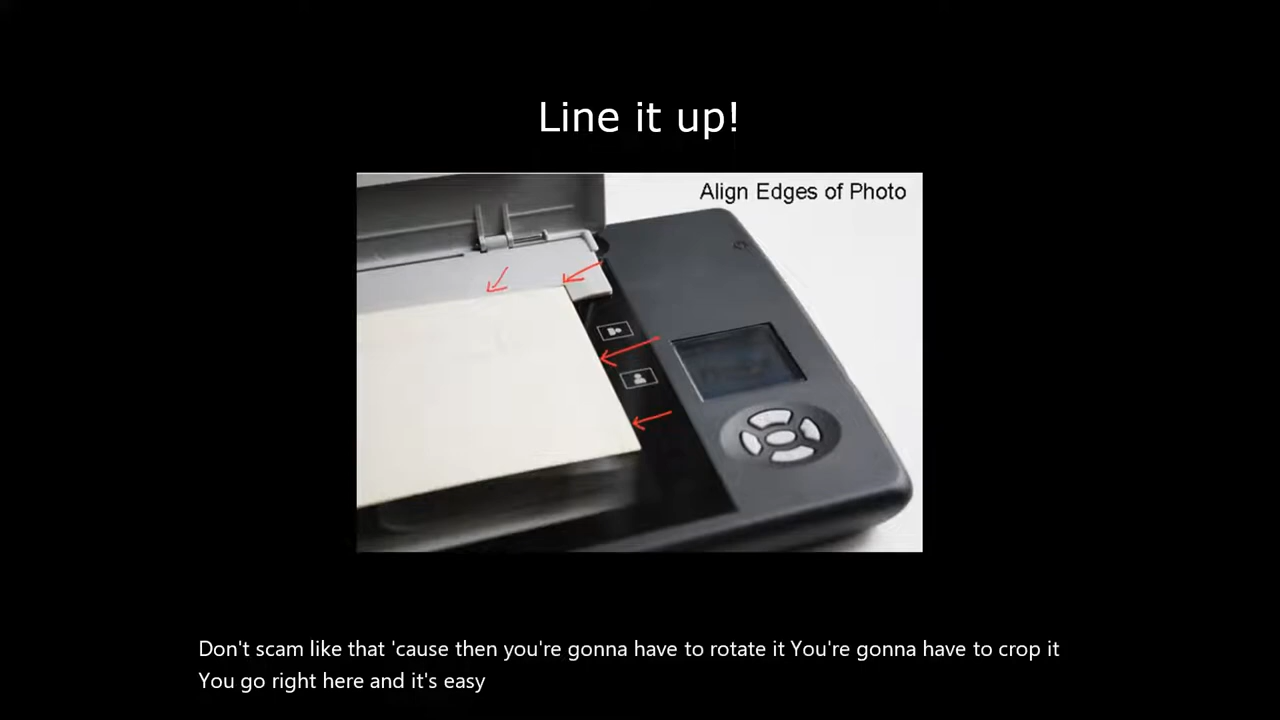 Line it up!
Align Edges of Photo
Don't scam like that 'cause then you're gonna have to rotate it You're gonna have to crop it
You go right here and it's easy